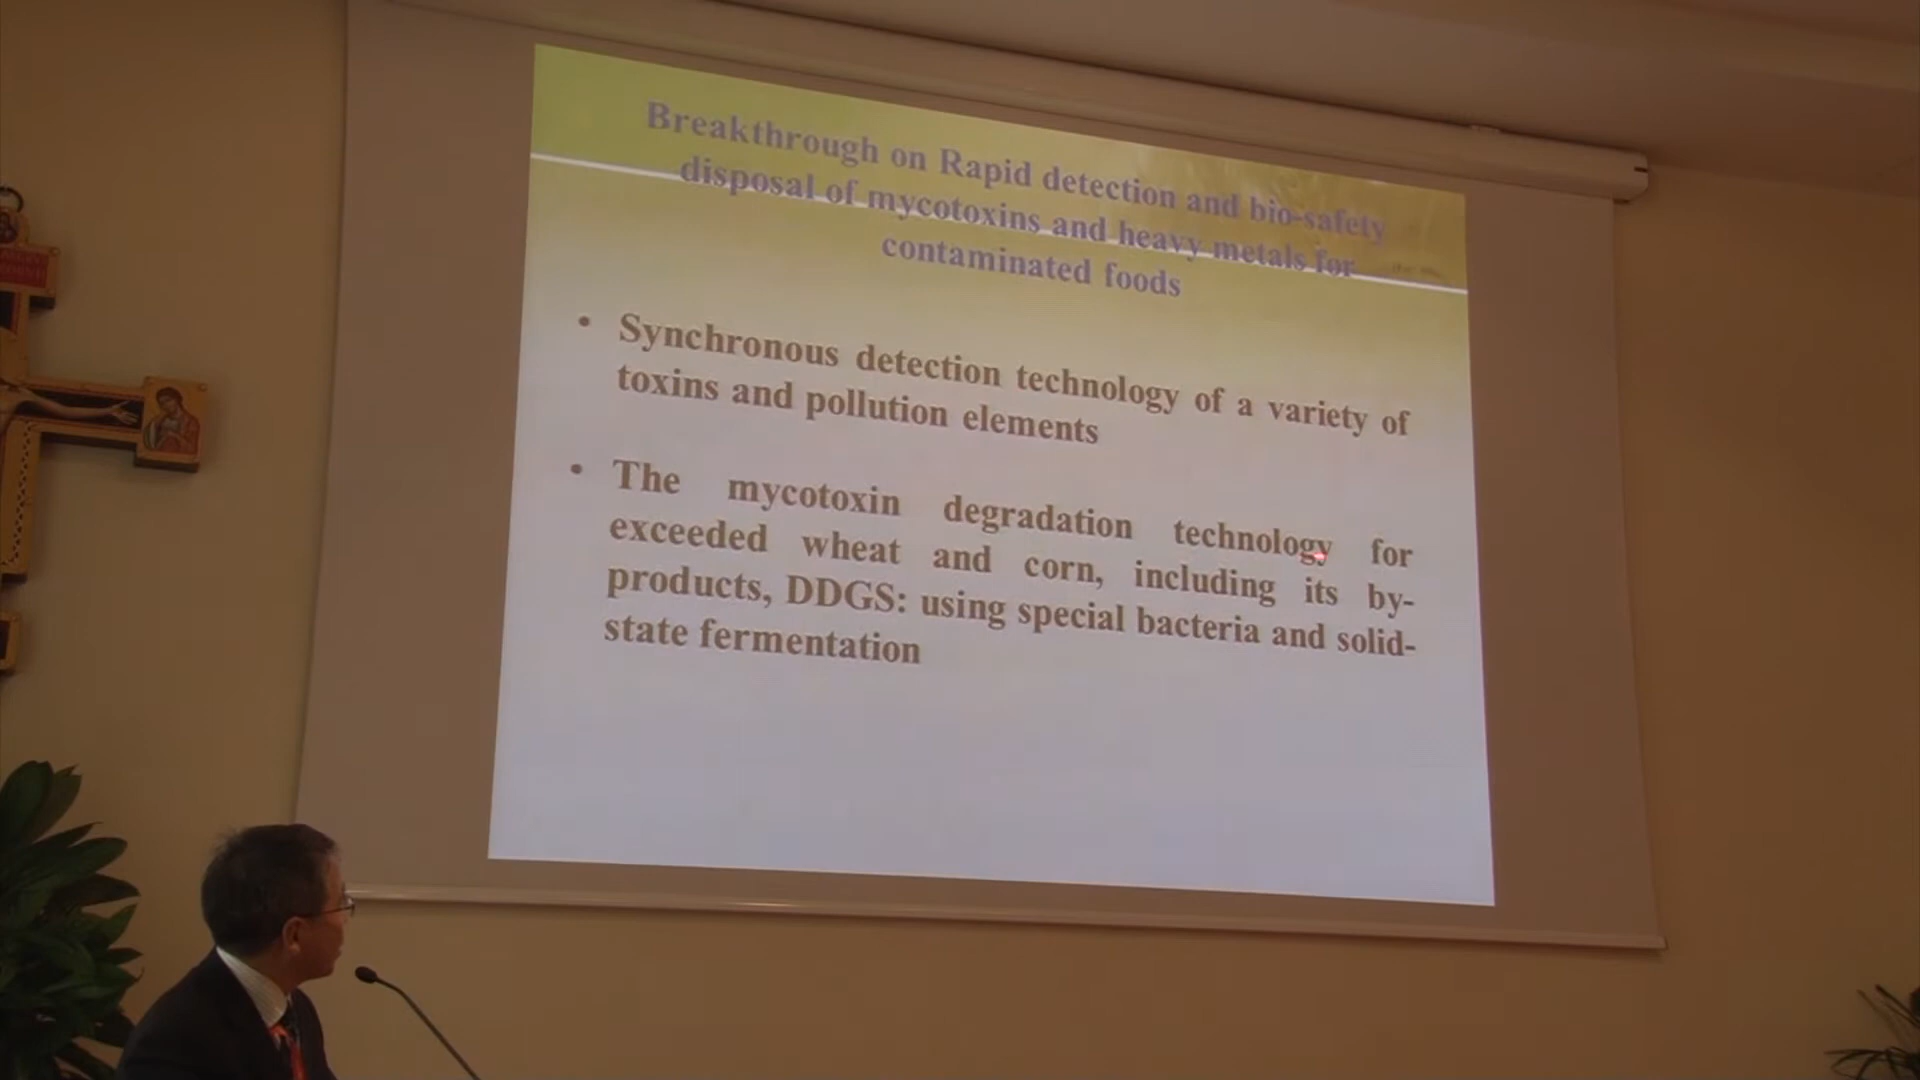 Breakthrough on Rapid detection and bio-safety
disposal of mycotoxins and heavy metals for
contaminated foods
• Synchronous detection technology of a variety of
toxins and pollution elements
• The mycotoxin degradation technology for
exceeded wheat and corn, including its by-
products, DDGS: using special bacteria and solid-
state fermentation